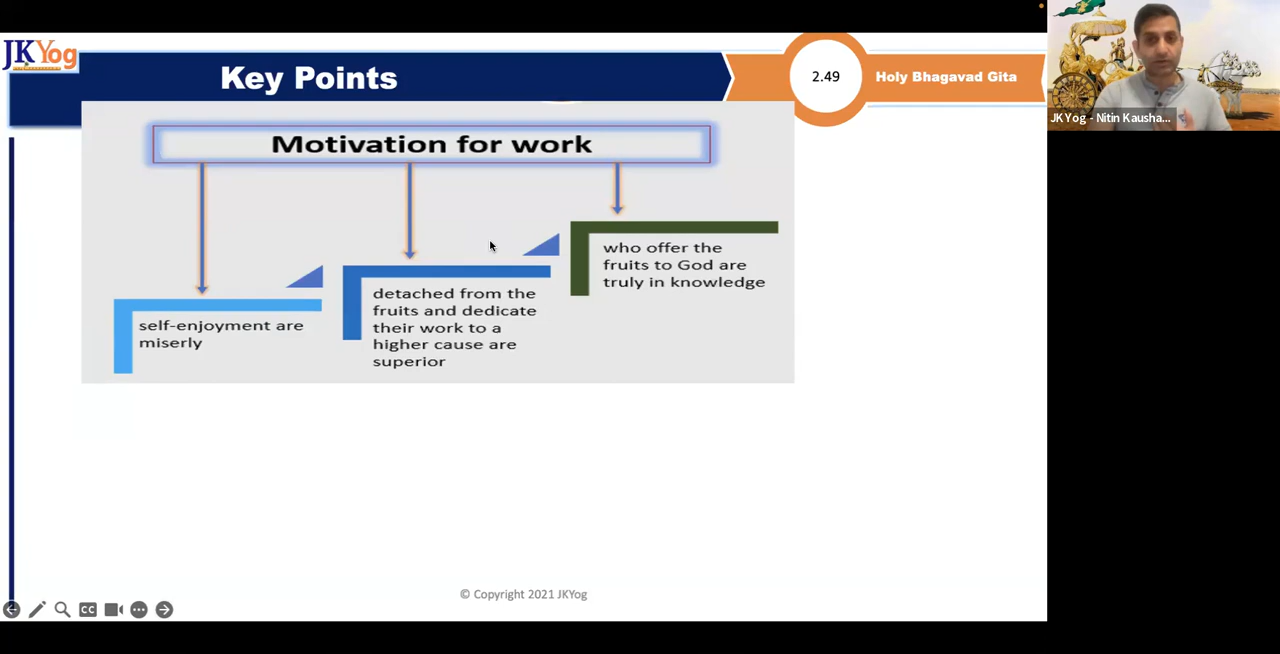 JKYog
Key Points
2.49
Holy Bhagavad Gita
JKYog - Nitin Kausha...
Motivation for work
self-enjoyment are
miserly
detached from the
fruits and dedicate
their work to a
higher cause are
superior
who offer the
fruits to God are
truly in knowledge
© Copyright 2021 JKYog
CC